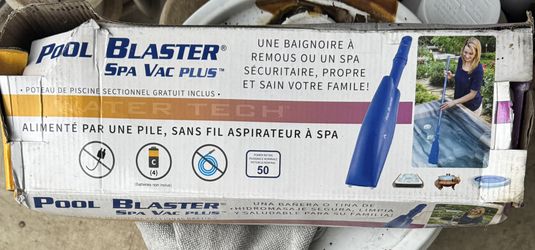 POOL BLASTER®
SPA VAC PLUS™
• POTEAU DE PISCINE SECTIONNEL GRATUIT INCLUS •
UNE BAIGNOIRE À
REMOUS OU UN SPA
SÉCURITAIRE, PROPRE
ET SAIN VOTRE FAMILE!
WATER TECH
ALIMENTÉ PAR UNE PILE, SANS FIL ASPIRATEUR À SPA
C
(4)
50
POOL BLASTER®
SPA VAC PLUS™
UNA BAÑERA O TINA DE
HIDROMASAJE SEGURA, LIMPIA
Y SALUDABLE PARA SU FAMILIA!